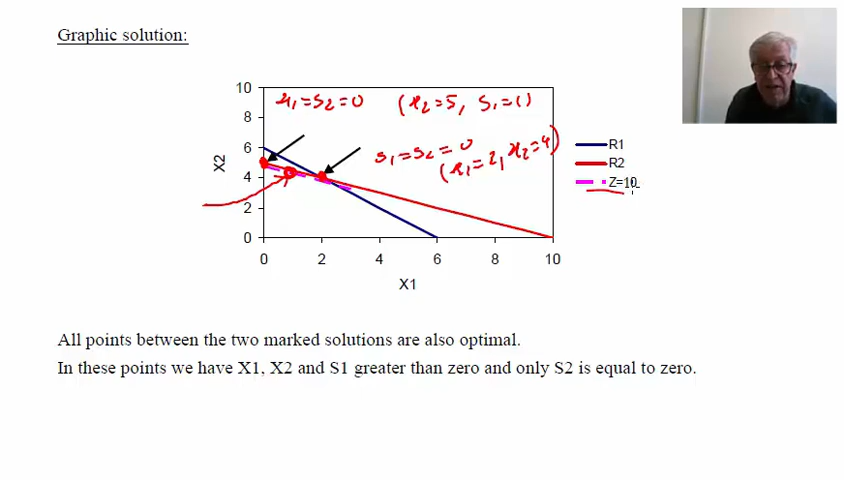 Graphic solution:
10
8
6
4
2
0
X2
0 2 4 6 8 10
X1
x₁=S₂=0 (x₂=5, S₁=1)
S₁=S₂=0
(x₁=2, x₂=4)
R1
R2
Z=10
All points between the two marked solutions are also optimal.
In these points we have X1, X2 and S1 greater than zero and only S2 is equal to zero.